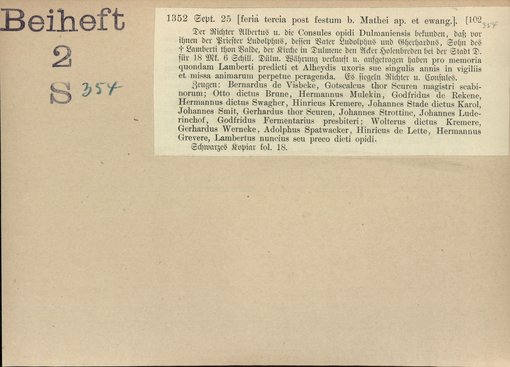 Beiheft
2
S 354
1352 Sept. 25 [feria tercia post festum b. Mathei ap. et ewang.]. [102
354
Der Richter Albertus u. die Consules opidi Dulmaniensis bekunden, daß vor
ihnen der Priester Ludolphus, dessen Vater Ludolphus und Gherhardus, Sohn des
† Lamberti thon Balde, der Kirche in Dulmene den Acker Holenbreden bei der Stadt D.
für 18 Mk. 6 Schill. Dülm. Währung verkauft u. aufgetragen haben pro memoria
quondam Lamberti predicti et Alheydis uxoris sue singulis annis in vigiliis
et missa animarum perpetue peragenda. Es siegeln Richter u. Consules.
Zeugen: Bernardus de Visbeke, Gotscalcus thor Scuren magistri scabi-
norum; Otto dictus Brune, Hermannus Mulekin, Godfridus de Rekene,
Hermannus dictus Swagher, Hinricus Kremere, Johannes Stade dictus Karol,
Johannes Smit, Gerhardus thor Scuren, Johannes Strottine, Johannes Lude-
rinchof, Godfridus Fermentarius presbiteri; Wolterus dictus Kremere,
Gerhardus Werneke, Adolphus Spatwacker, Hinricus de Lette, Hermannus
Grevere, Lambertus nuncius seu preco dicti opidi.
Schwarzes Kopiar fol. 18.